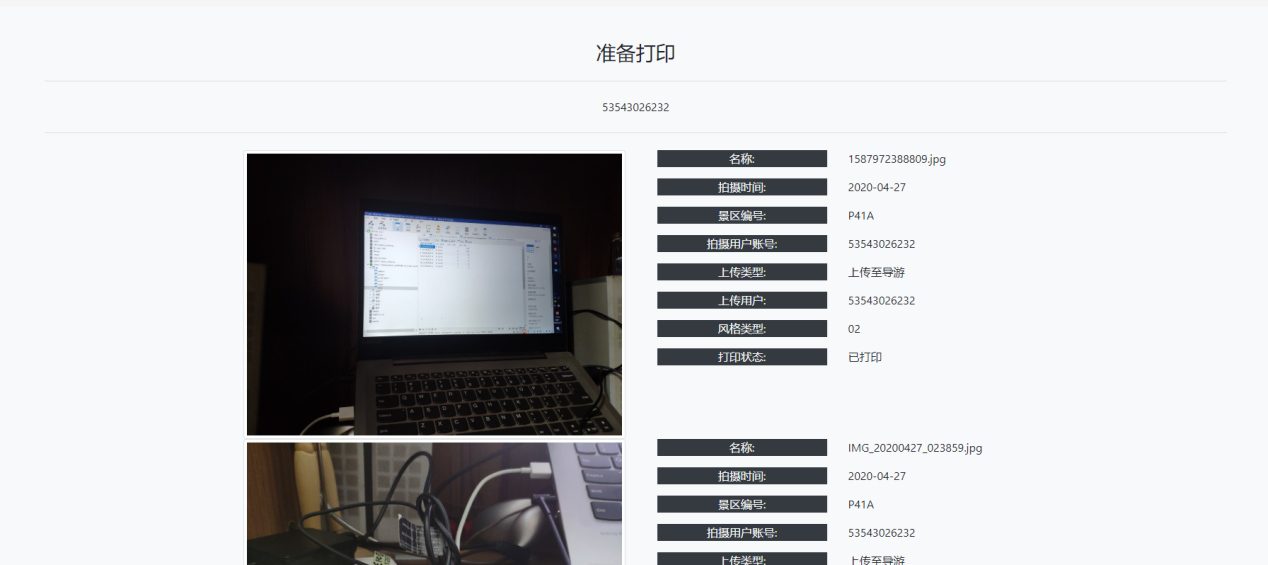 准备打印
53543026232
名称: 1587972388809.jpg
拍摄时间: 2020-04-27
景区编号: P41A
拍摄用户账号: 53543026232
上传类型: 上传至导游
上传用户: 53543026232
风格类型: 02
打印状态: 已打印
名称: IMG_20200427_023859.jpg
拍摄时间: 2020-04-27
景区编号: P41A
拍摄用户账号: 53543026232
上传类型: 上传至导游